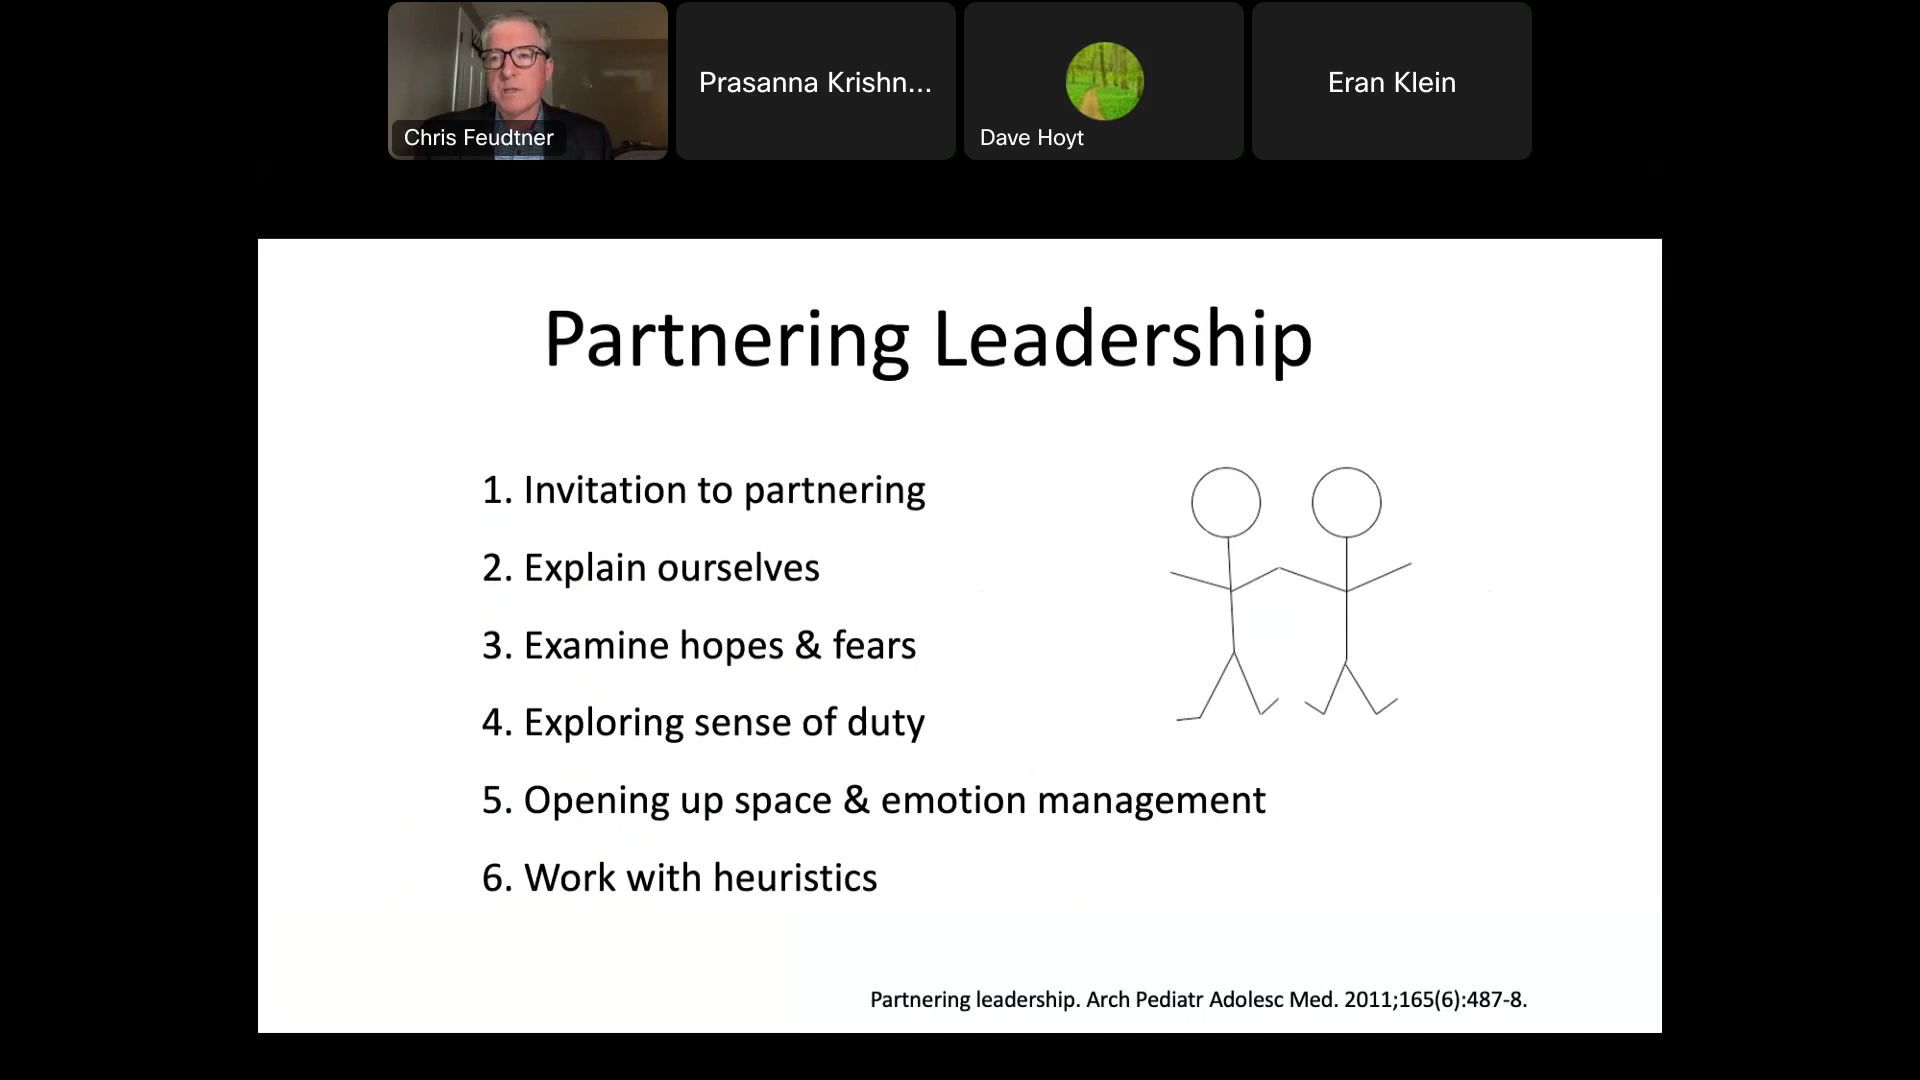 Chris Feudtner
Prasanna Krishn...
Dave Hoyt
Eran Klein
Partnering Leadership
1. Invitation to partnering
2. Explain ourselves
3. Examine hopes & fears
4. Exploring sense of duty
5. Opening up space & emotion management
6. Work with heuristics
Partnering leadership. Arch Pediatr Adolesc Med. 2011;165(6):487-8.